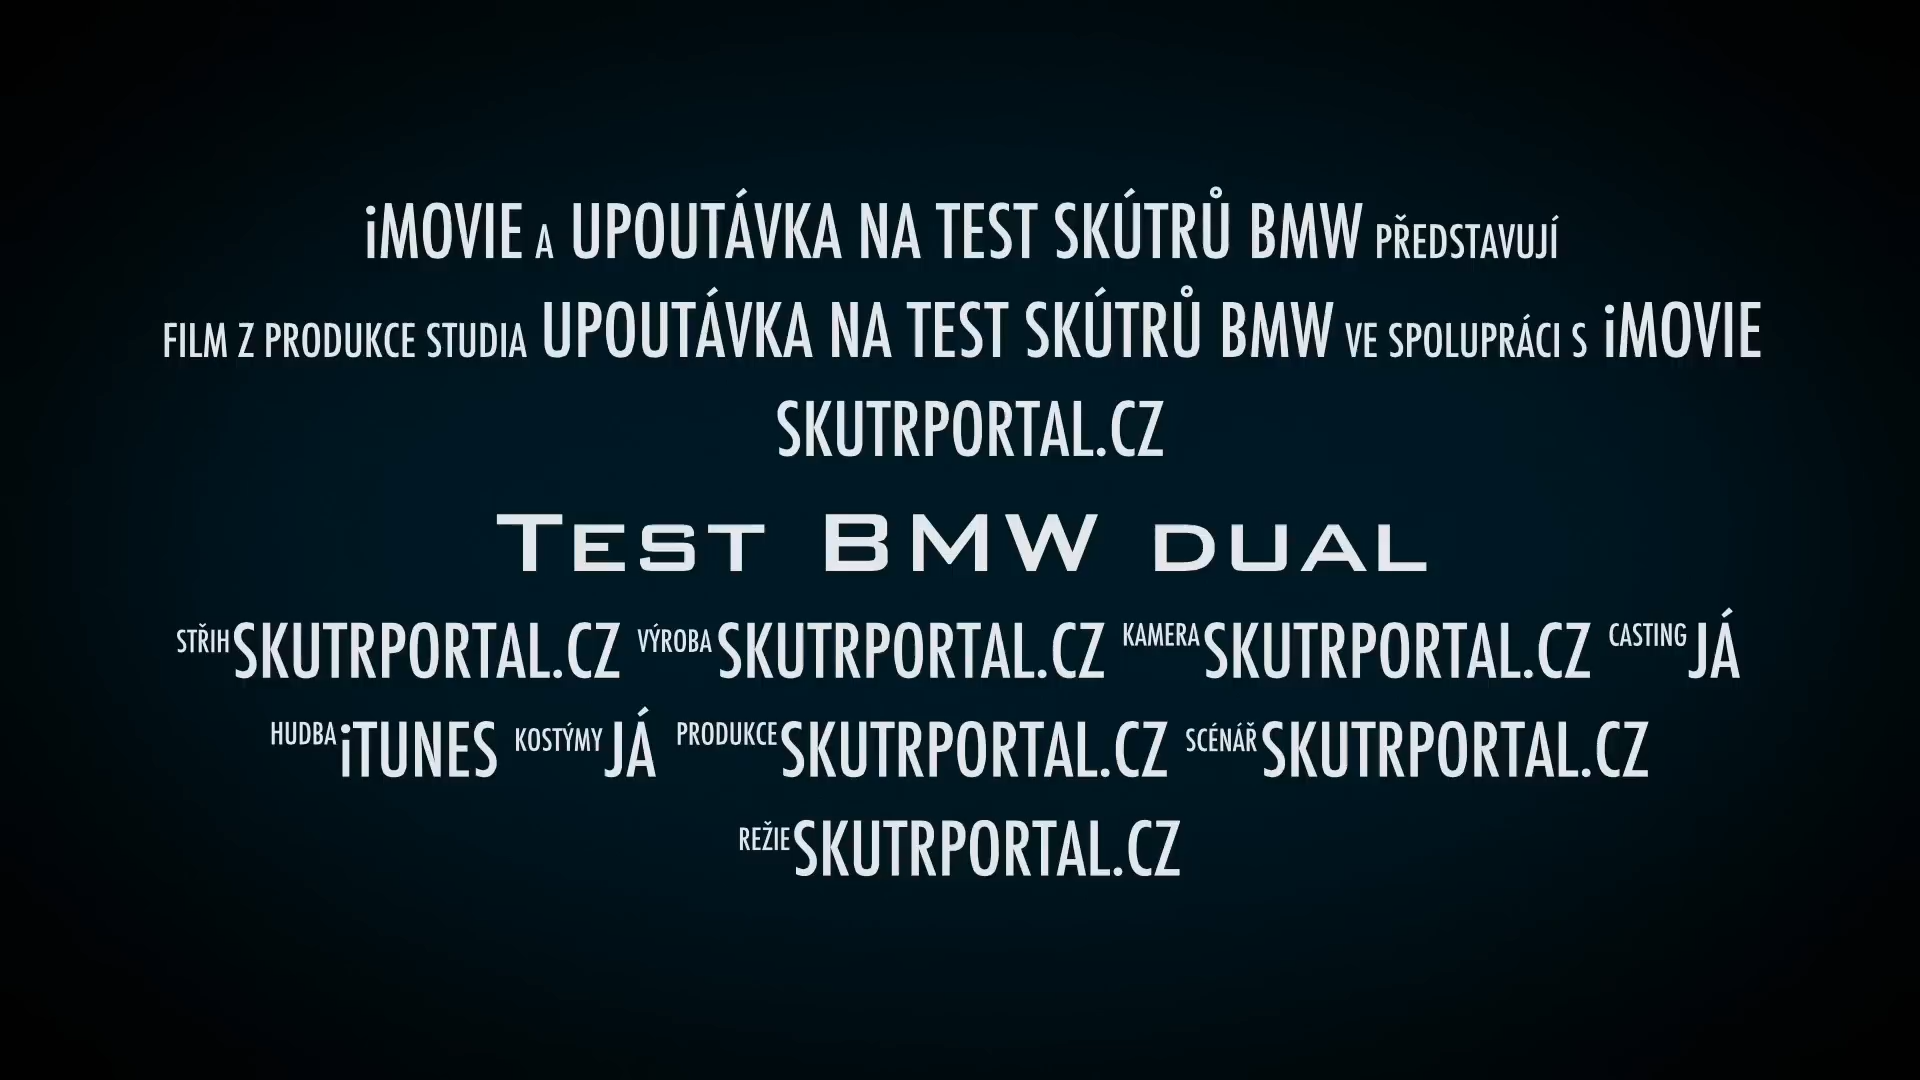 iMOVIE A UPOUTÁVKA NA TEST SKÚTRŮ BMW PŘEDSTAVUJÍ
FILM Z PRODUKCE STUDIA UPOUTÁVKA NA TEST SKÚTRŮ BMW VE SPOLUPRÁCI S iMOVIE
SKUTRPORTAL.CZ
TEST BMW DUAL
STŘIH SKUTRPORTAL.CZ VÝROBA SKUTRPORTAL.CZ KAMERA SKUTRPORTAL.CZ CASTING JÁ
HUDBA iTUNES KOSTÝMY JÁ PRODUKCE SKUTRPORTAL.CZ SCÉNÁŘ SKUTRPORTAL.CZ
REŽIE SKUTRPORTAL.CZ